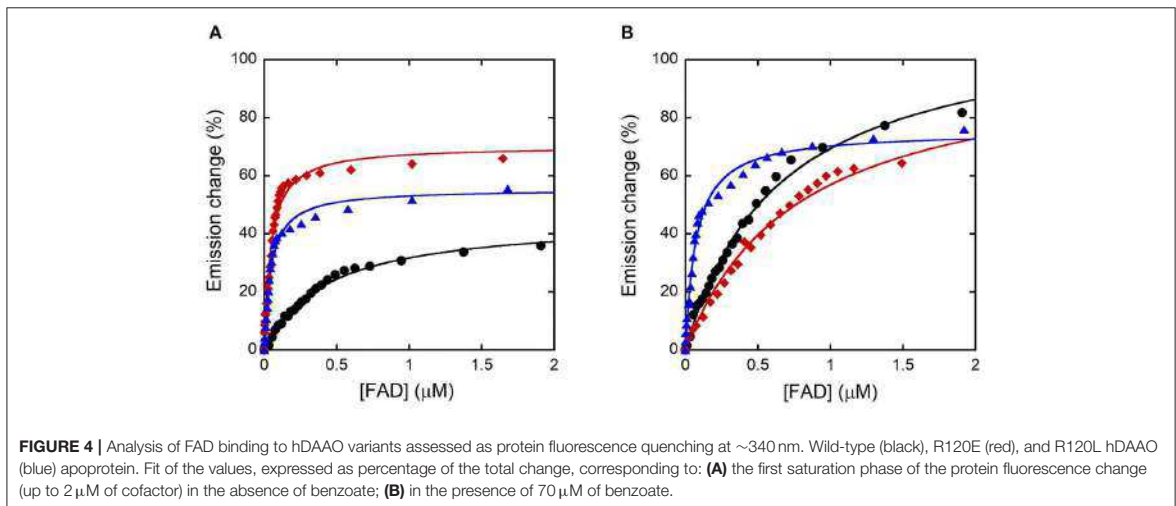 A
100
80
60
40
20
0
Emission change (%)
0
0.5
1
1.5
2
[FAD] (μM)
B
100
80
60
40
20
0
Emission change (%)
0
0.5
1
1.5
2
[FAD] (μM)
FIGURE 4 | Analysis of FAD binding to hDAAO variants assessed as protein fluorescence quenching at ∼340 nm. Wild-type (black), R120E (red), and R120L hDAAO
(blue) apoprotein. Fit of the values, expressed as percentage of the total change, corresponding to: (A) the first saturation phase of the protein fluorescence change
(up to 2 μM of cofactor) in the absence of benzoate; (B) in the presence of 70 μM of benzoate.